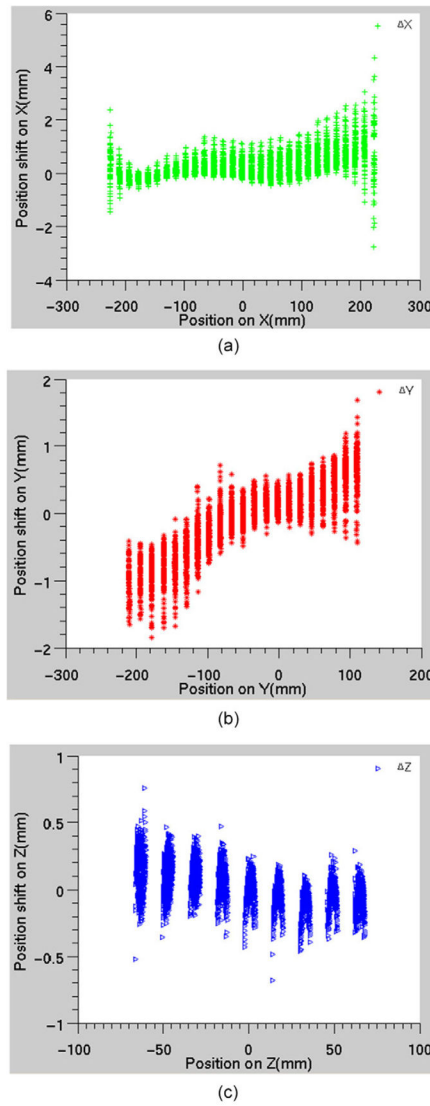 6
ΔX
4
2
0
−2
−4
Position shift on X(mm)
−300 −200 −100 0 100 200 300
Position on X(mm)
(a)
2
ΔY
1
0
−1
−2
Position shift on Y(mm)
−300 −200 −100 0 100 200
Position on Y(mm)
(b)
1
ΔZ
0.5
0
−0.5
−1
Position shift on Z(mm)
−100 −50 0 50 100
Position on Z(mm)
(c)